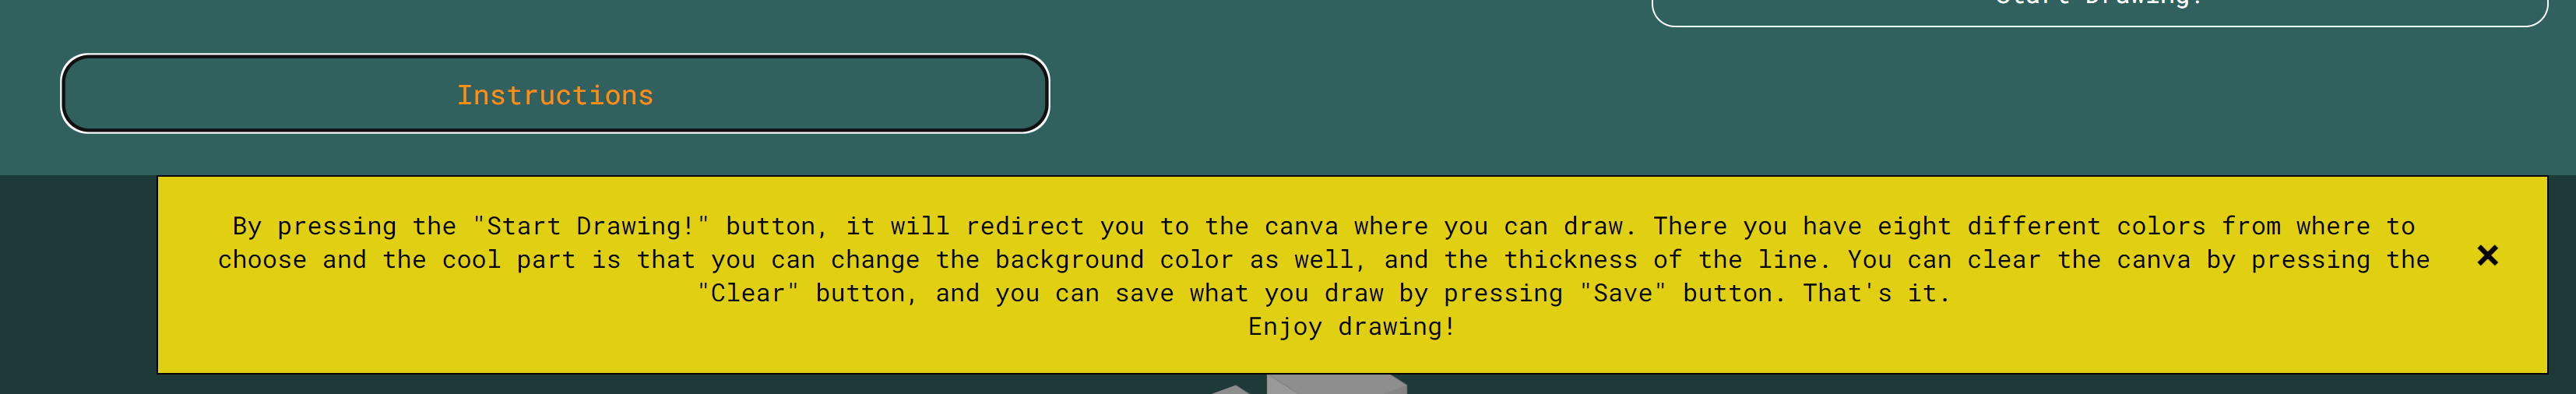 Start Drawing!
Instructions
By pressing the "Start Drawing!" button, it will redirect you to the canva where you can draw. There you have eight different colors from where to
choose and the cool part is that you can change the background color as well, and the thickness of the line. You can clear the canva by pressing the
"Clear" button, and you can save what you draw by pressing "Save" button. That's it.
Enjoy drawing!